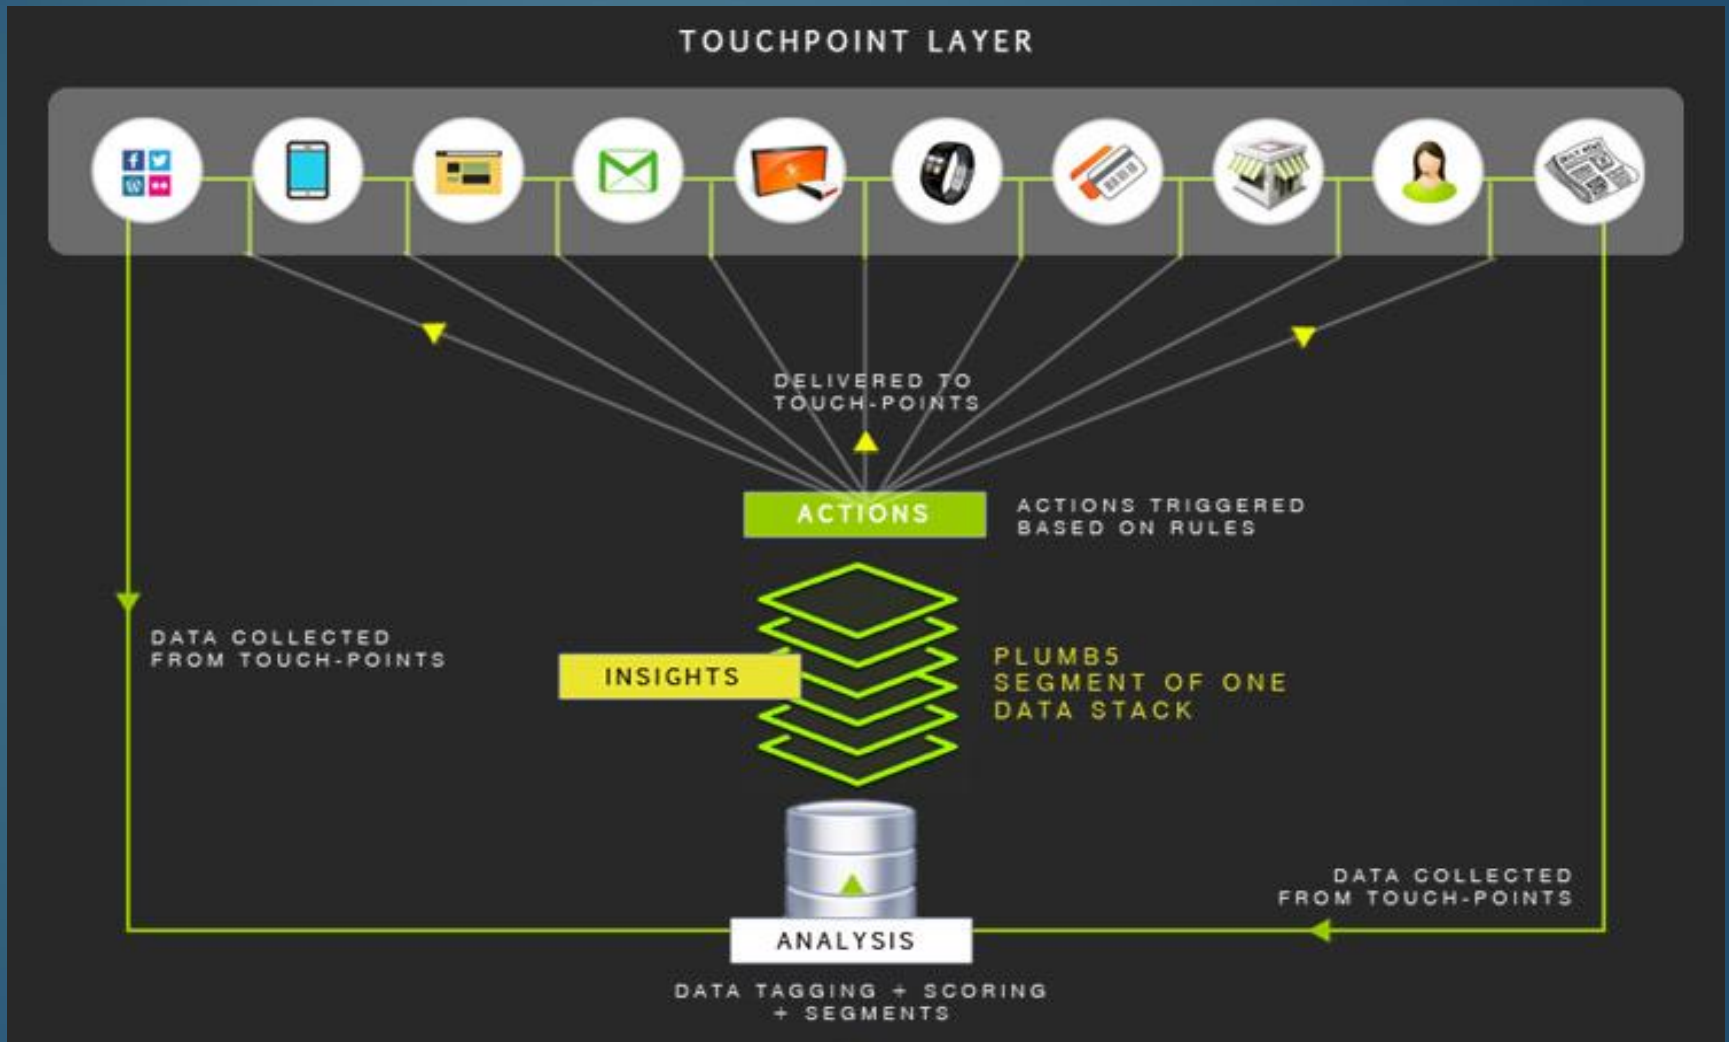 TOUCHPOINT LAYER
DELIVERED TO
TOUCH-POINTS
ACTIONS
ACTIONS TRIGGERED
BASED ON RULES
DATA COLLECTED
FROM TOUCH-POINTS
INSIGHTS
PLUMB5
SEGMENT OF ONE
DATA STACK
DATA COLLECTED
FROM TOUCH-POINTS
ANALYSIS
DATA TAGGING + SCORING
+ SEGMENTS